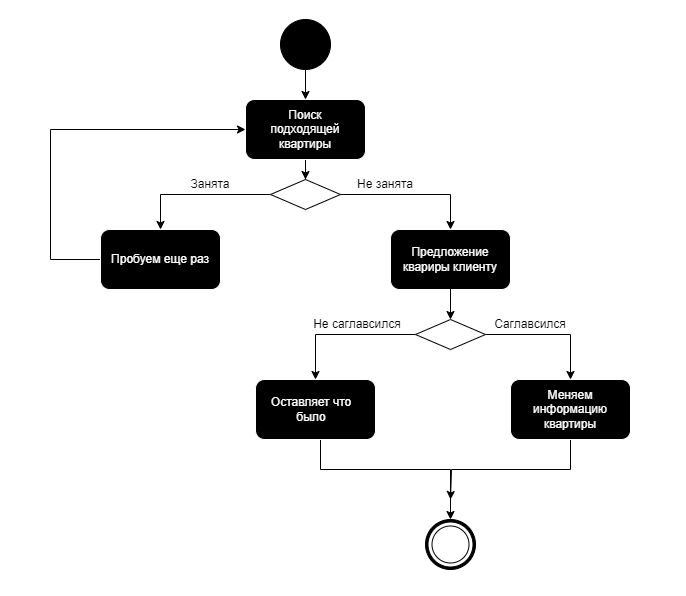 Поиск
подходящей
квартиры
Занята
Не занята
Пробуем еще раз
Предложение
квариры клиенту
Не саглавсился
Саглавсился
Оставляет что
было
Меняем
информацию
квартиры